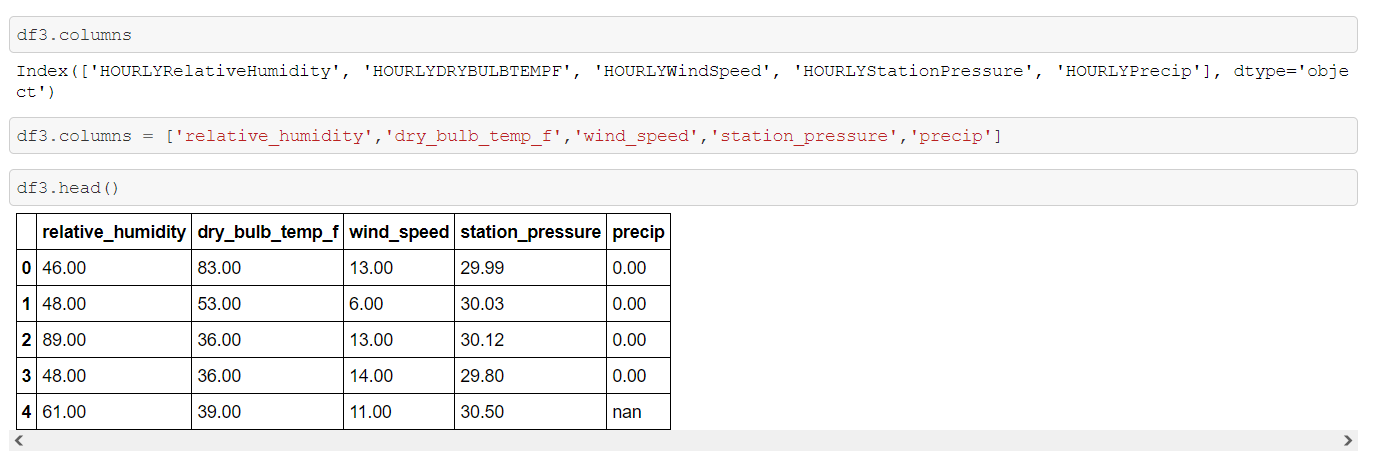 df3.columns
Index(['HOURLYRelativeHumidity', 'HOURLYDRYBULBTEMPF', 'HOURLYWindSpeed', 'HOURLYStationPressure', 'HOURLYPrecip'], dtype='obje
ct')
df3.columns = ['relative_humidity','dry_bulb_temp_f','wind_speed','station_pressure','precip']
df3.head()
relative_humidity dry_bulb_temp_f wind_speed station_pressure precip
0 46.00 83.00 13.00 29.99 0.00
1 48.00 53.00 6.00 30.03 0.00
2 89.00 36.00 13.00 30.12 0.00
3 48.00 36.00 14.00 29.80 0.00
4 61.00 39.00 11.00 30.50 nan